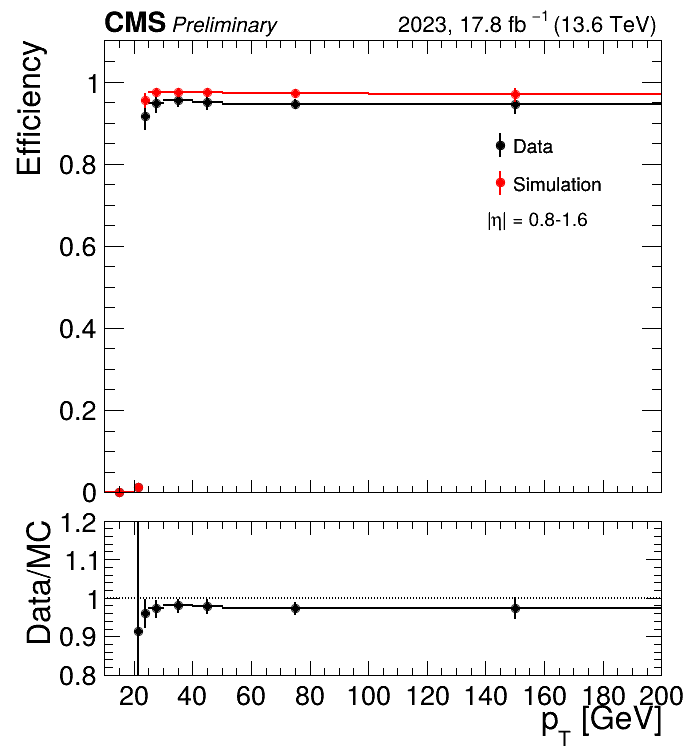 CMS Preliminary 2023, 17.8 fb⁻¹ (13.6 TeV)
Efficiency
1
0.8
0.6
0.4
0.2
0
Data
Simulation
|η| = 0.8-1.6
Data/MC
1.2
1.1
1
0.9
0.8
20 40 60 80 100 120 140 160 180 200
p_T [GeV]